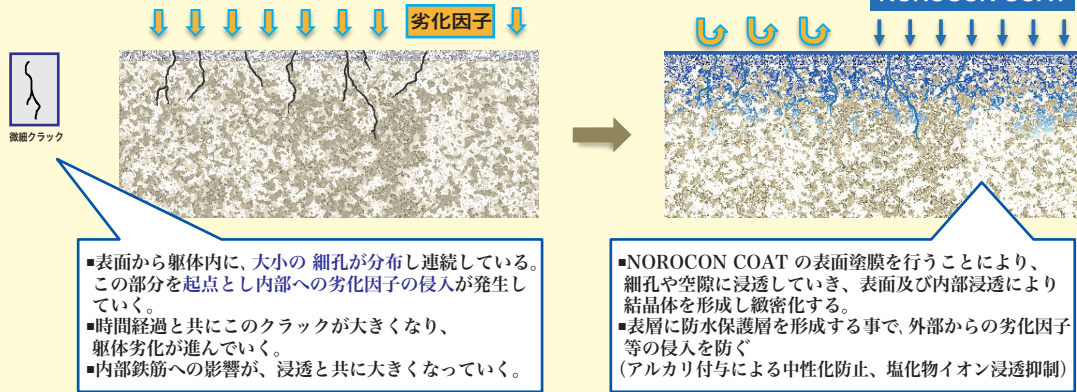 劣化因子
NOROCON COAT
微細クラック
▪表面から躯体内に、大小の 細孔が分布し連続している。
この部分を起点とし内部への劣化因子の侵入が発生し
ていく。
▪時間経過と共にこのクラックが大きくなり、
躯体劣化が進んでいく。
▪内部鉄筋への影響が、浸透と共に大きくなっていく。
▪NOROCON COAT の表面塗膜を行うことにより、
細孔や空隙に浸透していき、表面及び内部浸透により
結晶体を形成し緻密化する。
▪表層に防水保護層を形成する事で、外部からの劣化因子
等の侵入を防ぐ
(アルカリ付与による中性化防止、塩化物イオン浸透抑制)